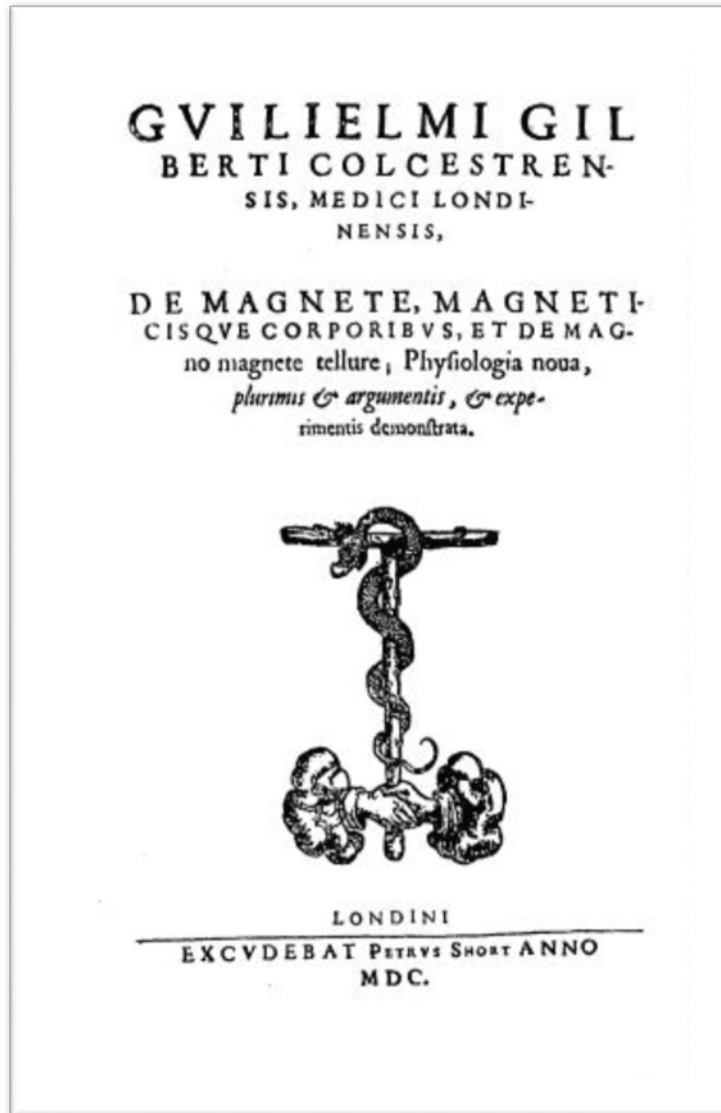 GVILIELMI GIL
BERTI COLCESTREN-
SIS, MEDICI LONDI-
NENSIS,
DE MAGNETE, MAGNETI-
CISQVE CORPORIBVS, ET DE MAG-
no magnete tellure; Phyſiologia noua,
plurimis & argumentis, & expe-
rimentis demonſtrata.
LONDINI
EXCVDEBAT PETRVS SHORT ANNO
MDC.